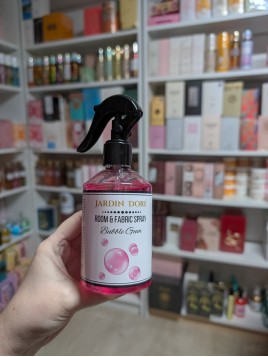 JARDIN DORÉ
ROOM & FABRIC SPRAY
Bubble Gum